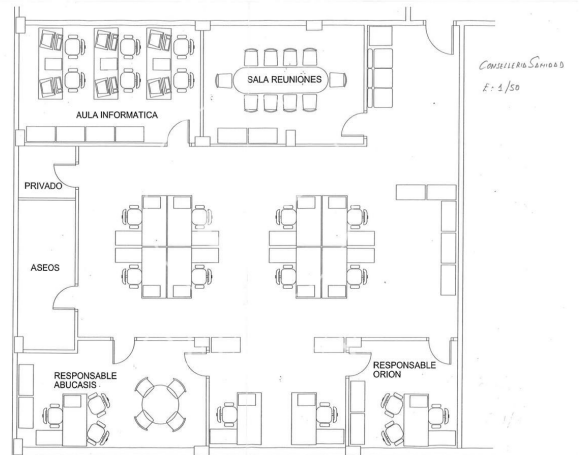 CONSELLERIA SANIDAD
E: 1/50
SALA REUNIONES
AULA INFORMATICA
PRIVADO
ASEOS
RESPONSABLE
ABUCASIS
RESPONSABLE
ORION